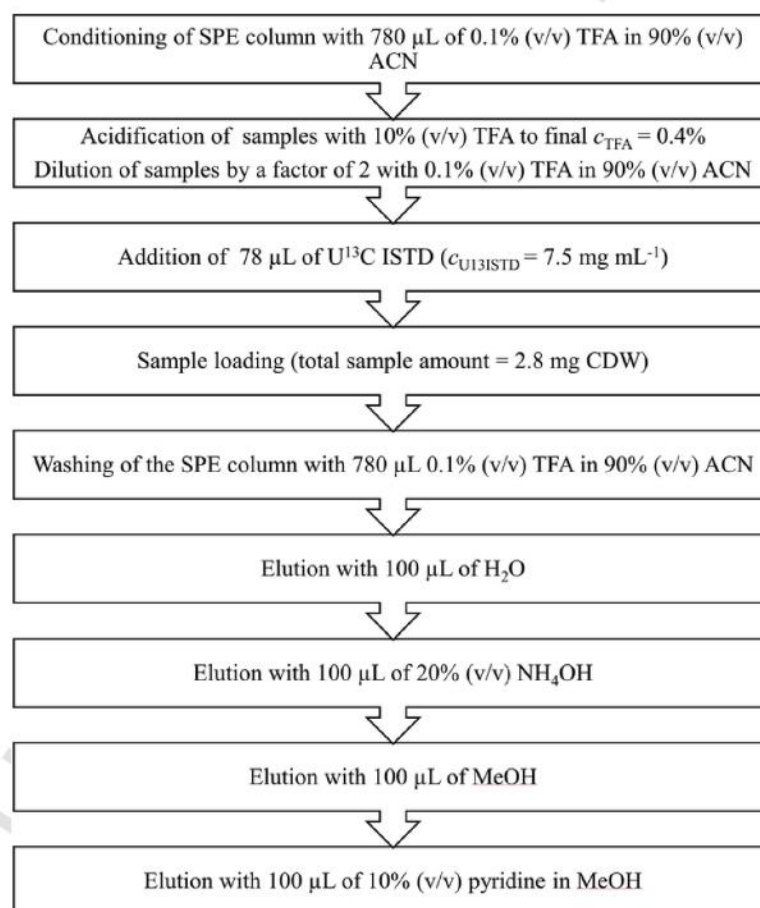 Conditioning of SPE column with 780 μL of 0.1% (v/v) TFA in 90% (v/v)
ACN
Acidification of samples with 10% (v/v) TFA to final cTFA = 0.4%
Dilution of samples by a factor of 2 with 0.1% (v/v) TFA in 90% (v/v) ACN
Addition of 78 μL of U¹³C ISTD (cU13ISTD = 7.5 mg mL⁻¹)
Sample loading (total sample amount = 2.8 mg CDW)
Washing of the SPE column with 780 μL 0.1% (v/v) TFA in 90% (v/v) ACN
Elution with 100 μL of H₂O
Elution with 100 μL of 20% (v/v) NH₄OH
Elution with 100 μL of MeOH
Elution with 100 μL of 10% (v/v) pyridine in MeOH